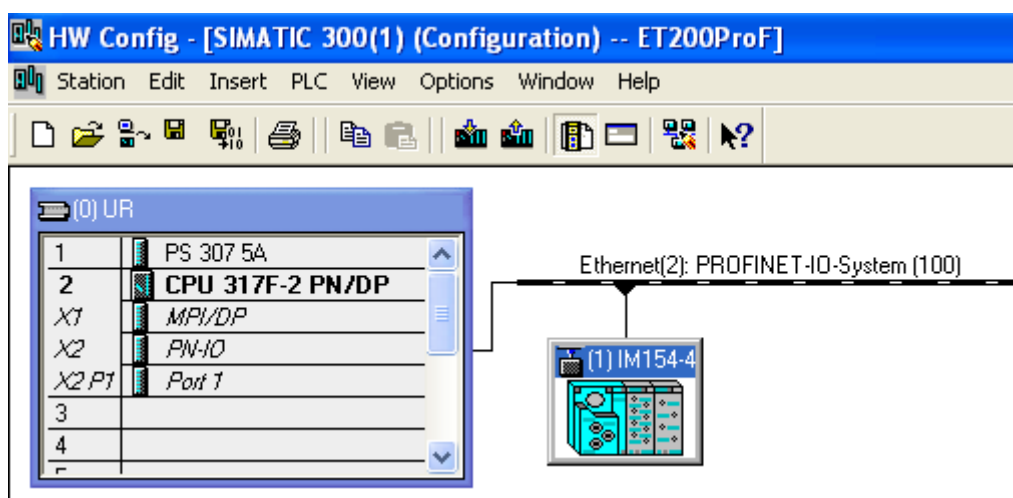 HW Config - [SIMATIC 300(1) (Configuration) -- ET200ProF]
Station Edit Insert PLC View Options Window Help
(0) UR
1 PS 307 5A
2 CPU 317F-2 PN/DP
X1 MPI/DP
X2 PN-IO
X2 P1 Port 1
3
4
Ethernet(2): PROFINET-IO-System (100)
(1) IM154-4